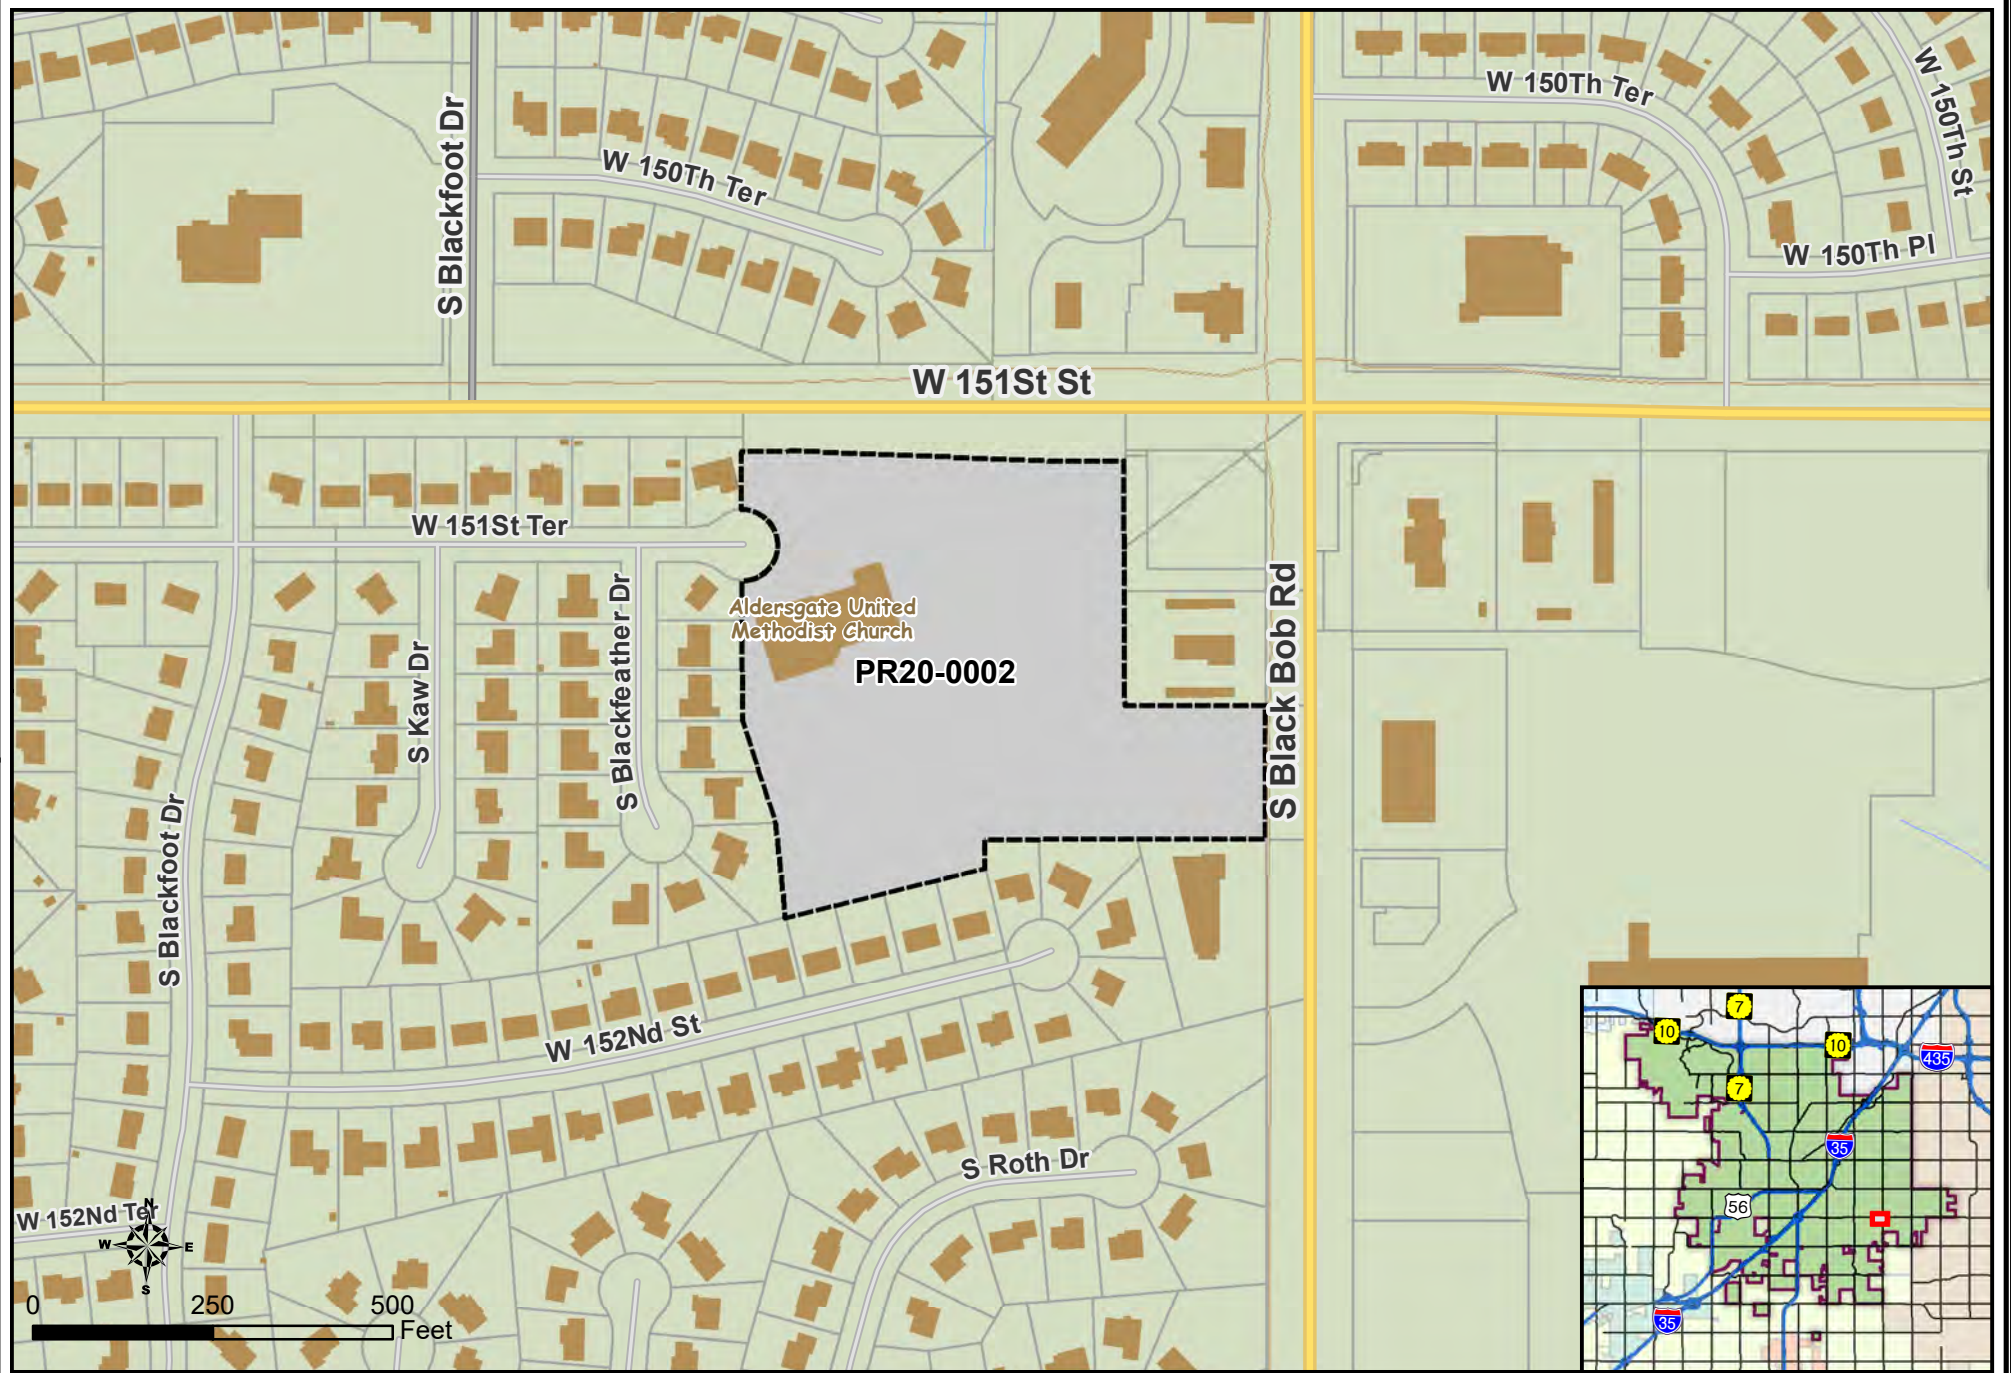 W 150Th Ter
W 150Th St
S Blackfoot Dr
W 150Th Ter
W 150Th Pl
W 151St St
W 151St Ter
S Kaw Dr
S Blackfeather Dr
Aldersgate United
Methodist Church
PR20-0002
S Black Bob Rd
S Blackfoot Dr
W 152Nd St
S Roth Dr
W 152Nd Ter
N
W
E
S
0
250
500
Feet
7
10
10
435
7
35
56
35